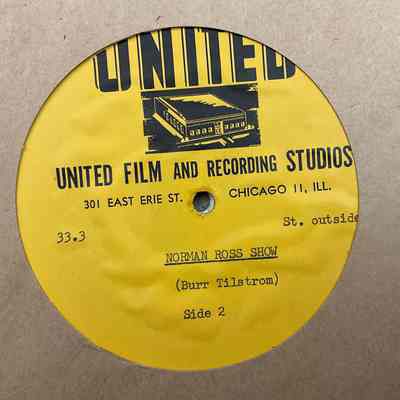 UNITED
UNITED FILM AND RECORDING STUDIOS
301 EAST ERIE ST. CHICAGO 11, ILL.
33.3 St. outside
NORMAN ROSS SHOW
(Burr Tilstrom)
Side 2